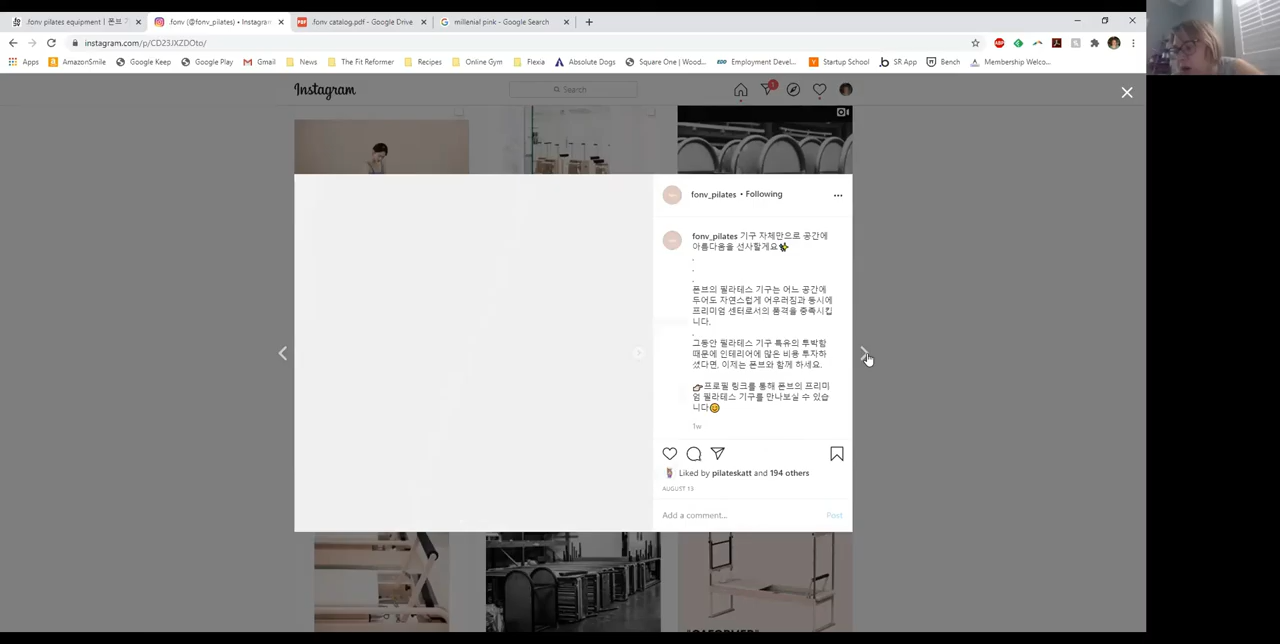 .fonv pilates equipment | 폰브
.fonv (@fonv_pilates) • Instagram
.fonv catalog.pdf - Google Drive
millenial pink - Google Search
instagram.com/p/CD23JXZDOto/
Apps
AmazonSmile
Google Keep
Google Play
Gmail
News
The Fit Reformer
Recipes
Online Gym
Flexia
Absolute Dogs
Square One | Wood...
Employment Devel...
Startup School
SR App
Bench
Membership Welco...
Instagram
Search
fonv_pilates • Following
fonv_pilates 기구 자체만으로 공간에
아름다움을 선사할게요
.
.
.
폰브의 필라테스 기구는 어느 공간에
두어도 자연스럽게 어우러짐과 동시에
프리미엄 센터로서의 품격을 충족시킵
니다.
.
그동안 필라테스 기구 특유의 투박함
때문에 인테리어에 많은 비용 투자하
셨다면, 이제는 폰브와 함께 하세요.
👉프로필 링크를 통해 폰브의 프리미
엄 필라테스 기구를 만나보실 수 있습
니다😊
1w
Liked by pilateskatt and 194 others
AUGUST 13
Add a comment...
Post